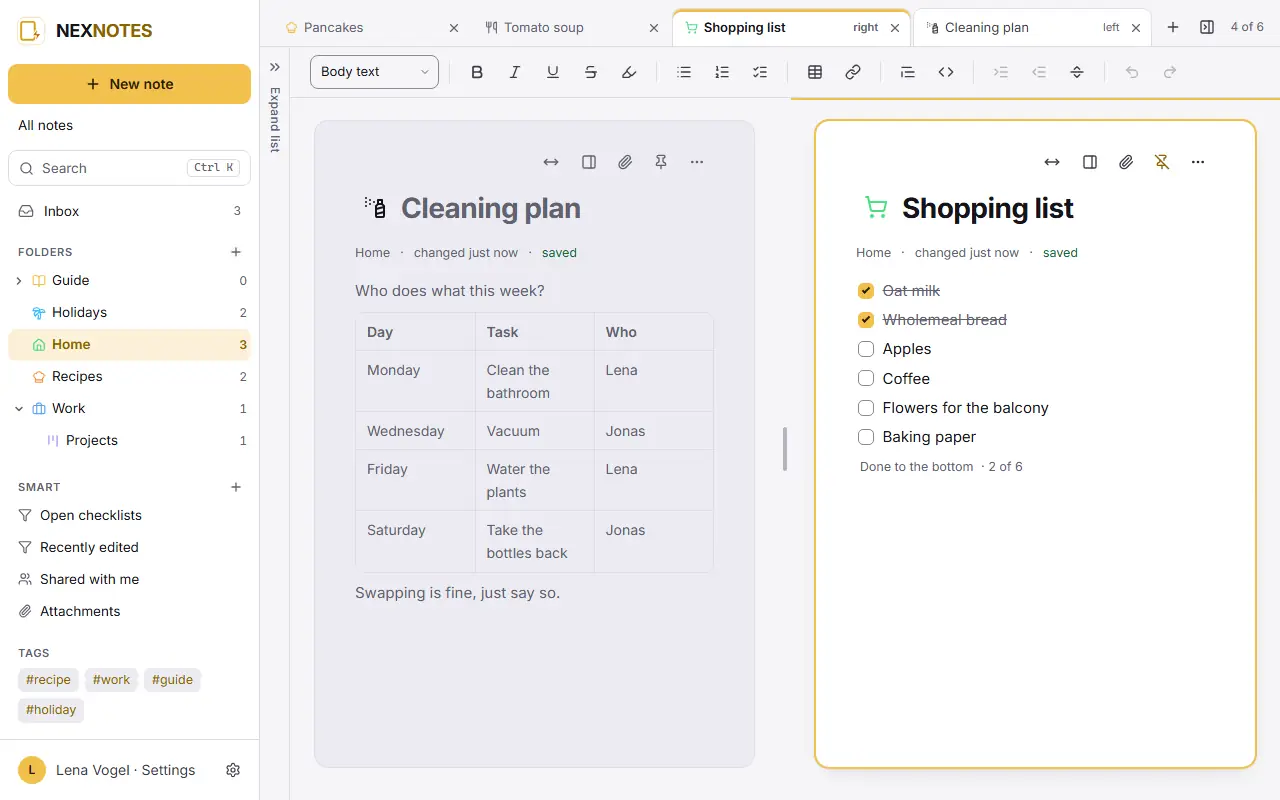 NEXNOTES
New note
All notes
Search Ctrl K
Inbox 3
FOLDERS
Guide 0
Holidays 2
Home 3
Recipes 2
Work 1
Projects 1
SMART
Open checklists
Recently edited
Shared with me
Attachments
TAGS
#recipe #work #guide
#holiday
L Lena Vogel · Settings
Pancakes Tomato soup Shopping list right Cleaning plan left 4 of 6
Expand list
Body text
Cleaning plan
Home · changed just now · saved
Who does what this week?
Day Task Who
Monday Clean the bathroom Lena
Wednesday Vacuum Jonas
Friday Water the plants Lena
Saturday Take the bottles back Jonas
Swapping is fine, just say so.
Shopping list
Home · changed just now · saved
Oat milk
Wholemeal bread
Apples
Coffee
Flowers for the balcony
Baking paper
Done to the bottom · 2 of 6